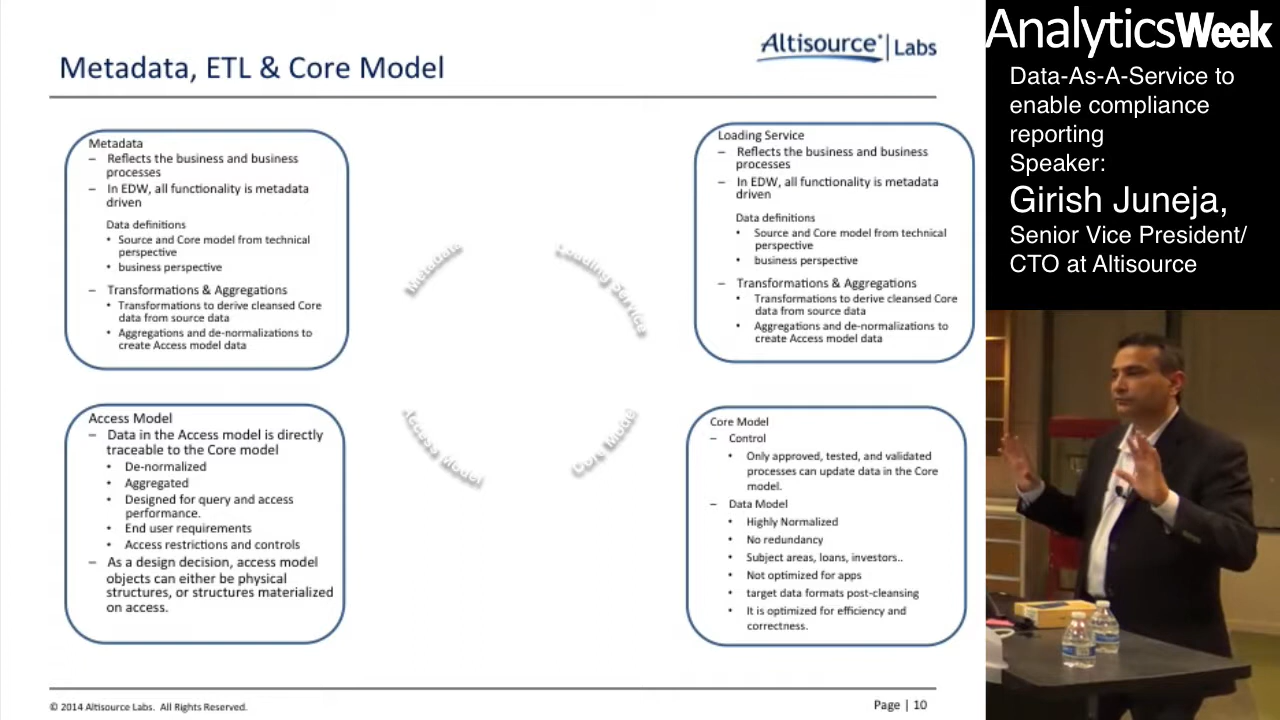 Metadata, ETL & Core Model
Altisource® | Labs
Metadata
– Reflects the business and business
processes
– In EDW, all functionality is metadata
driven
Data definitions
• Source and Core model from technical
perspective
• business perspective
– Transformations & Aggregations
• Transformations to derive cleansed Core
data from source data
• Aggregations and de-normalizations to
create Access model data
Loading Service
– Reflects the business and business
processes
– In EDW, all functionality is metadata
driven
Data definitions
• Source and Core model from technical
perspective
• business perspective
– Transformations & Aggregations
• Transformations to derive cleansed Core
data from source data
• Aggregations and de-normalizations to
create Access model data
Metadata
Loading Service
Access Model
Core Model
Access Model
– Data in the Access model is directly
traceable to the Core model
• De-normalized
• Aggregated
• Designed for query and access
performance.
• End user requirements
• Access restrictions and controls
– As a design decision, access model
objects can either be physical
structures, or structures materialized
on access.
Core Model
– Control
• Only approved, tested, and validated
processes can update data in the Core
model.
– Data Model
• Highly Normalized
• No redundancy
• Subject areas, loans, investors..
• Not optimized for apps
• target data formats post-cleansing
• It is optimized for efficiency and
correctness.
© 2014 Altisource Labs. All Rights Reserved.
Page | 10
AnalyticsWeek
Data-As-A-Service to
enable compliance
reporting
Speaker:
Girish Juneja,
Senior Vice President/
CTO at Altisource